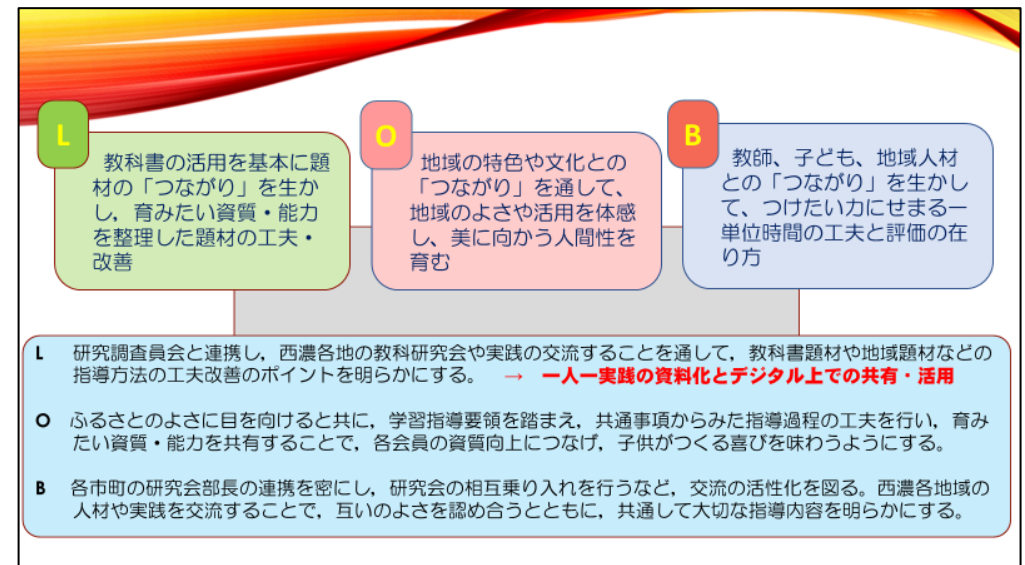 L
教科書の活用を基本に題
材の「つながり」を生か
し，育みたい資質・能力
を整理した題材の工夫・
改善
O
地域の特色や文化との
「つながり」を通して、
地域のよさや活用を体感
し、美に向かう人間性を
育む
B
教師、子ども、地域人材
との「つながり」を生かし
て、つけたい力にせまる一
単位時間の工夫と評価の在
り方
L 研究調査員会と連携し，西濃各地の教科研究会や実践の交流することを通して，教科書題材や地域題材などの
指導方法の工夫改善のポイントを明らかにする。 → 一人一実践の資料化とデジタル上での共有・活用
O ふるさとのよさに目を向けると共に，学習指導要領を踏まえ，共通事項からみた指導過程の工夫を行い，育み
たい資質・能力を共有することで，各会員の資質向上につなげ，子供がつくる喜びを味わうようにする。
B 各市町の研究会部長の連携を密にし，研究会の相互乗り入れを行うなど，交流の活性化を図る。西濃各地域の
人材や実践を交流することで，互いのよさを認め合うとともに，共通して大切な指導内容を明らかにする。